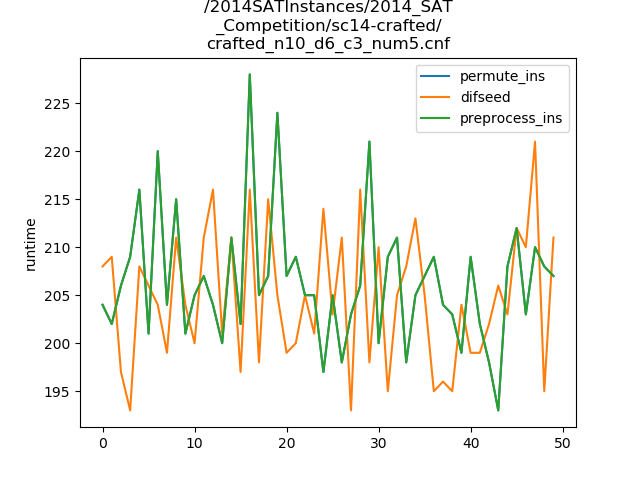 /2014SATInstances/2014_SAT
_Competition/sc14-crafted/
crafted_n10_d6_c3_num5.cnf
permute_ins
difseed
preprocess_ins
runtime
225
220
215
210
205
200
195
0 10 20 30 40 50